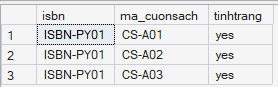 isbn ma_cuonsach tinhtrang
1 ISBN-PY01 CS-A01 yes
2 ISBN-PY01 CS-A02 yes
3 ISBN-PY01 CS-A03 yes